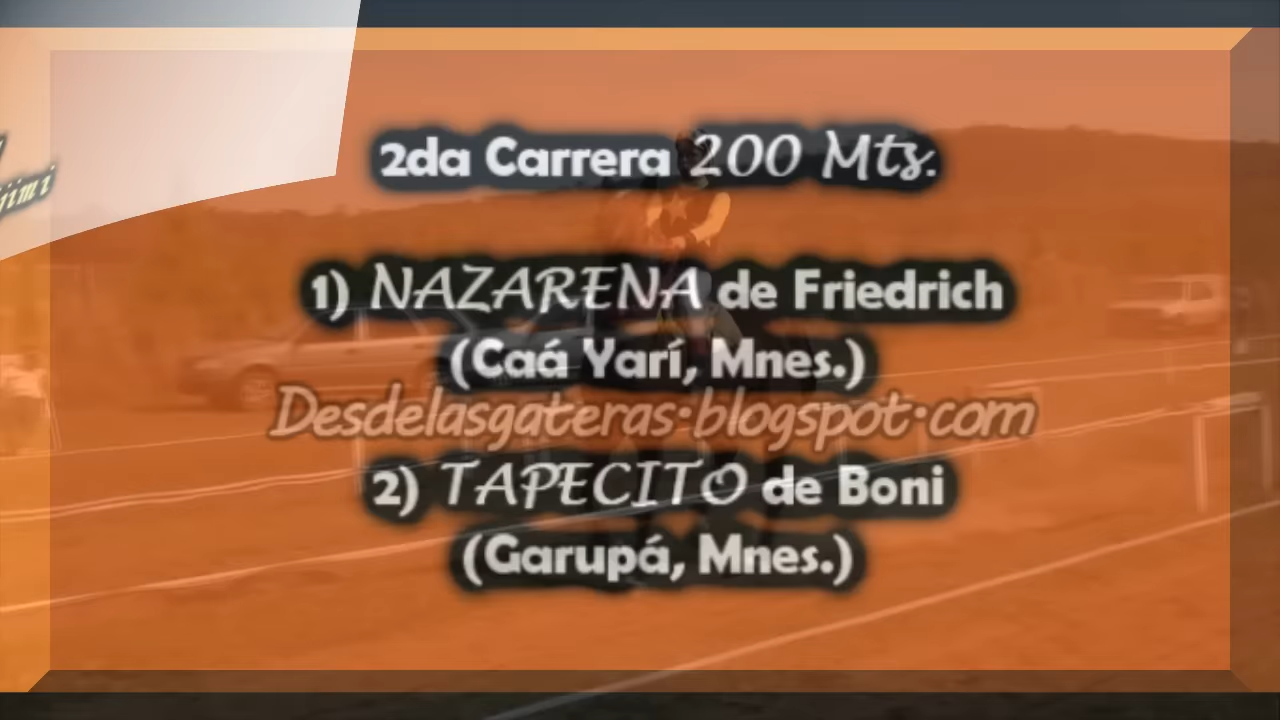 jimi
2da Carrera 200 Mts.
1) NAZARENA de Friedrich
(Caá Yarí, Mnes.)
Desdelasgateras.blogspot.com
2) TAPECITO de Boni
(Garupá, Mnes.)